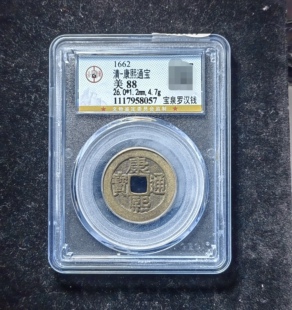 1662
清-康熙通宝
美 88
26.0*1.2mm,4.7g
1117958057 宝泉罗汉钱
康熙通寶